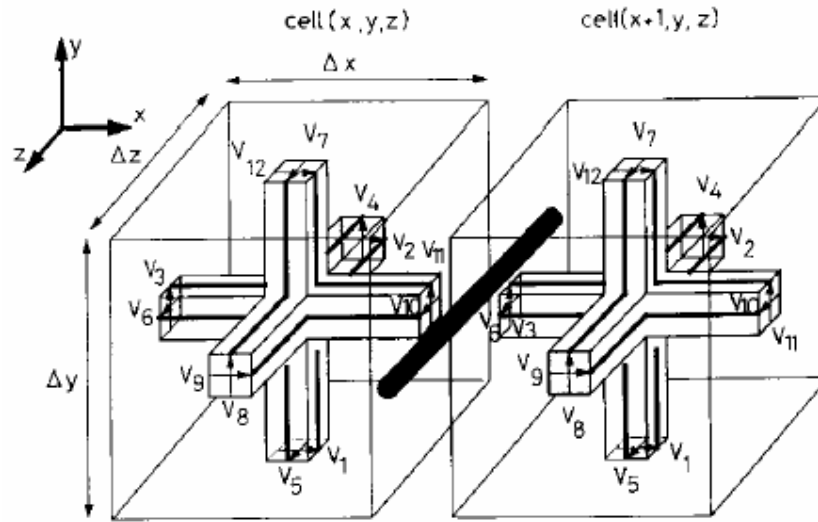 cell(x,y,z) cell(x+1,y,z)
Δx
y
x
z
Δz
Δy
V7 V7
V12 V12
V4 V4
V2 V11 V2
V3 V10 V10
V6 V6 V3 V11
V9 V9
V8 V8
V5 V1 V5 V1